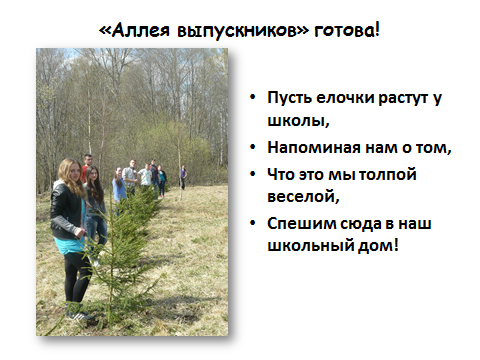 «Аллея выпускников» готова!
• Пусть елочки растут у
школы,
• Напоминая нам о том,
• Что это мы толпой
веселой,
• Спешим сюда в наш
школьный дом!